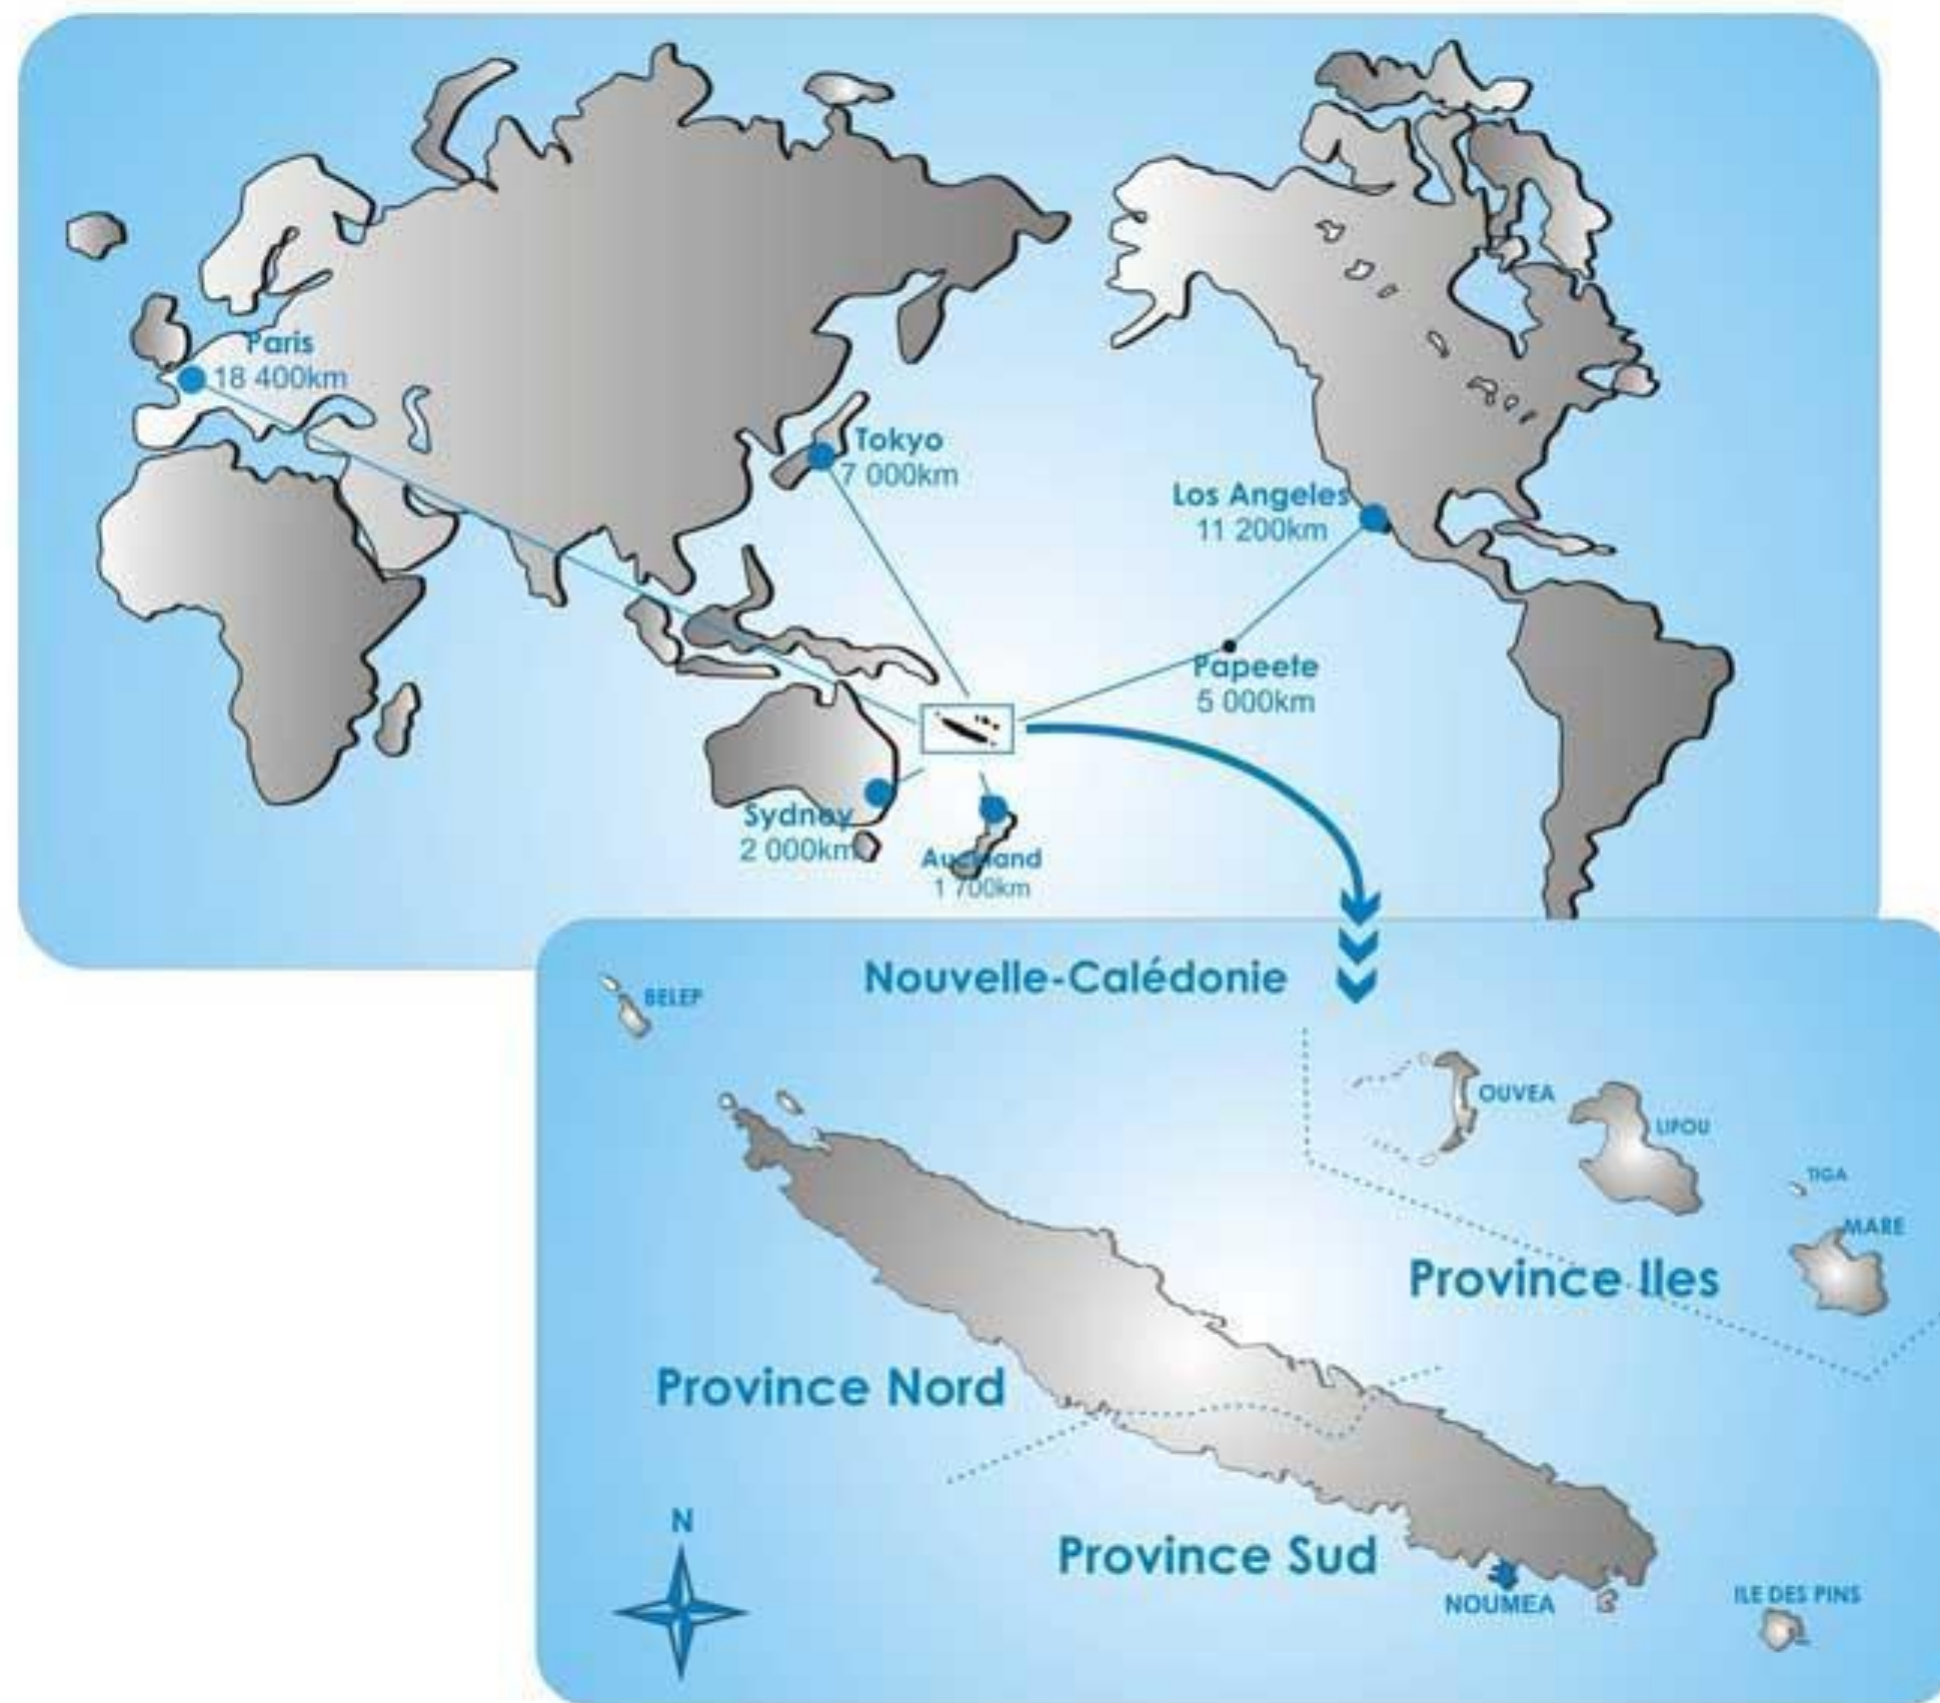 Paris
18 400km
Tokyo
7 000km
Los Angeles
11 200km
Papeete
5 000km
Sydney
2 000km
Auckland
1 700km
Nouvelle-Calédonie
BELEP
OUVEA
LIFOU
TIGA
MARE
Province Iles
Province Nord
Province Sud
N
NOUMEA
ILE DES PINS